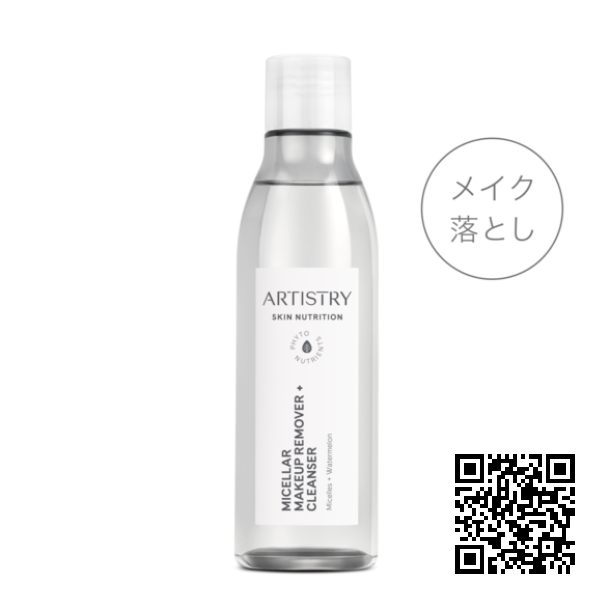 メイク
落とし
ARTISTRY
SKIN NUTRITION
PHYTO
NUTRIENTS
MICELLAR
MAKEUP REMOVER +
CLEANSER
Micelles + Watermelon